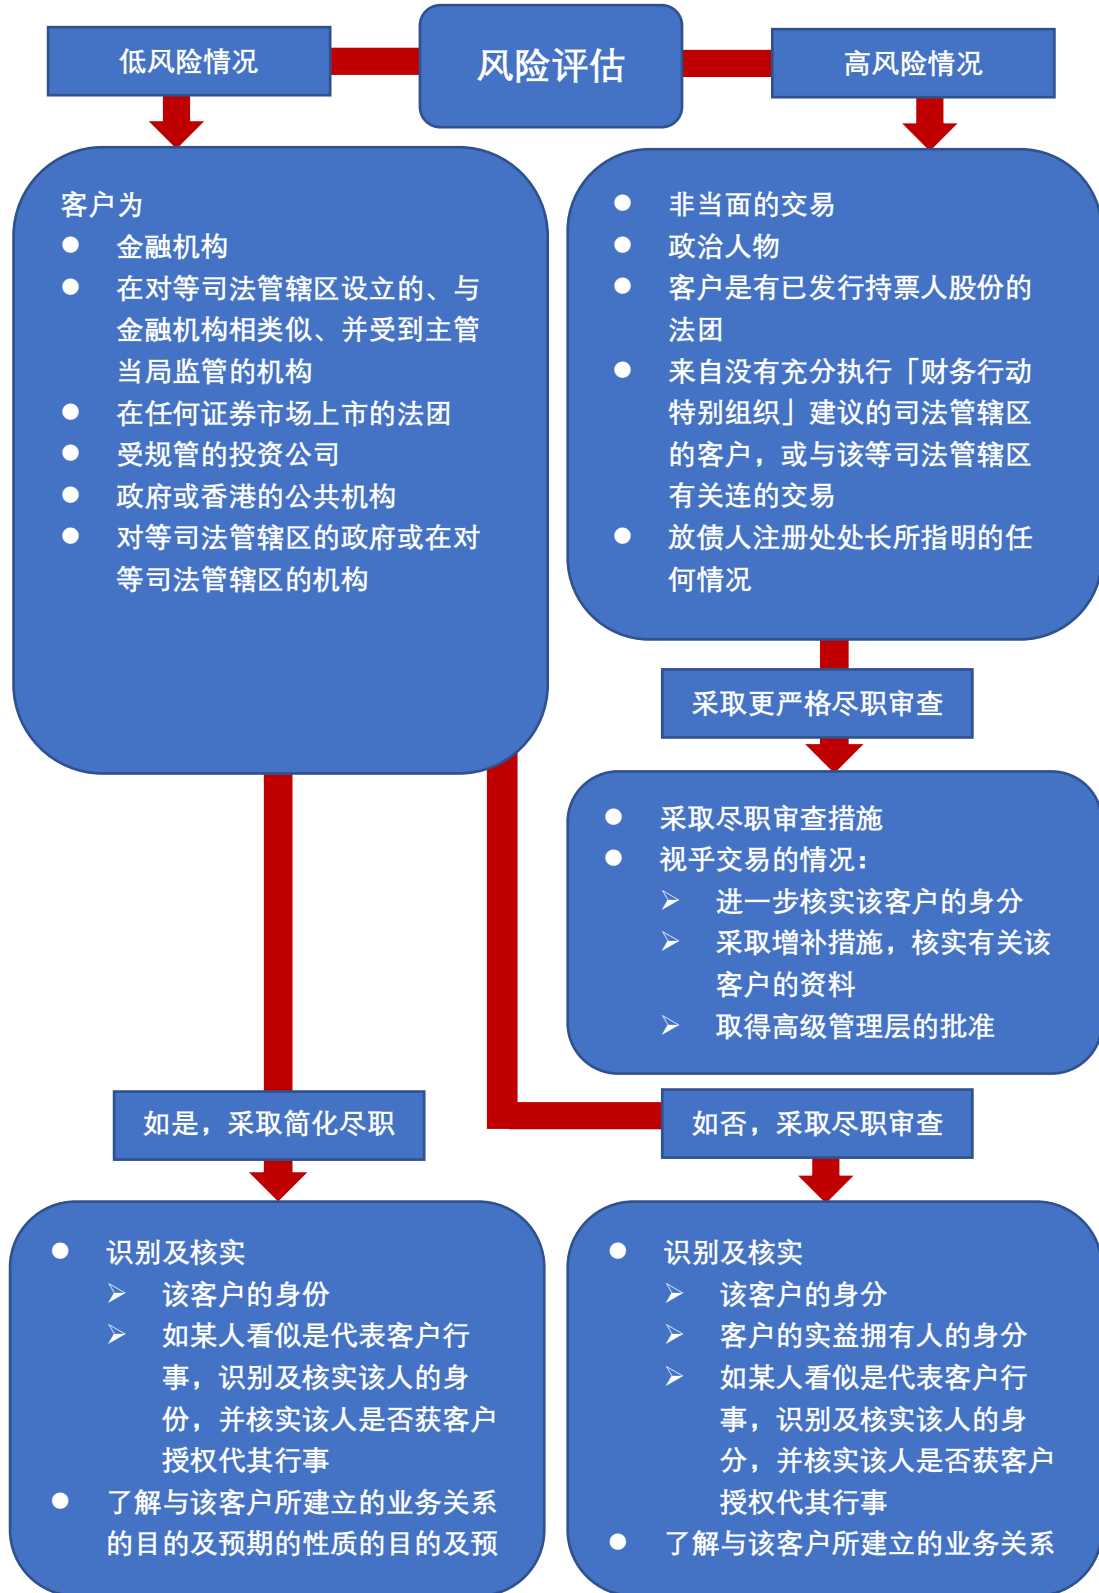 风险评估
低风险情况
高风险情况
客户为
● 金融机构
● 在对等司法管辖区设立的、与
金融机构相类似、并受到主管
当局监管的机构
● 在任何证券市场上市的法团
● 受规管的投资公司
● 政府或香港的公共机构
● 对等司法管辖区的政府或在对
等司法管辖区的机构
● 非当面的交易
● 政治人物
● 客户是有已发行持票人股份的
法团
● 来自没有充分执行「财务行动
特别组织」建议的司法管辖区
的客户，或与该等司法管辖区
有关连的交易
● 放债人注册处处长所指明的任
何情况
采取更严格尽职审查
● 采取尽职审查措施
● 视乎交易的情况：
➢ 进一步核实该客户的身分
➢ 采取增补措施，核实有关该
客户的资料
➢ 取得高级管理层的批准
如是，采取简化尽职
如否，采取尽职审查
● 识别及核实
➢ 该客户的身份
➢ 如某人看似是代表客户行
事，识别及核实该人的身
份，并核实该人是否获客户
授权代其行事
● 了解与该客户所建立的业务关系
的目的及预期的性质的目的及预
● 识别及核实
➢ 该客户的身分
➢ 客户的实益拥有人的身分
➢ 如某人看似是代表客户行
事，识别及核实该人的身
分，并核实该人是否获客户
授权代其行事
● 了解与该客户所建立的业务关系